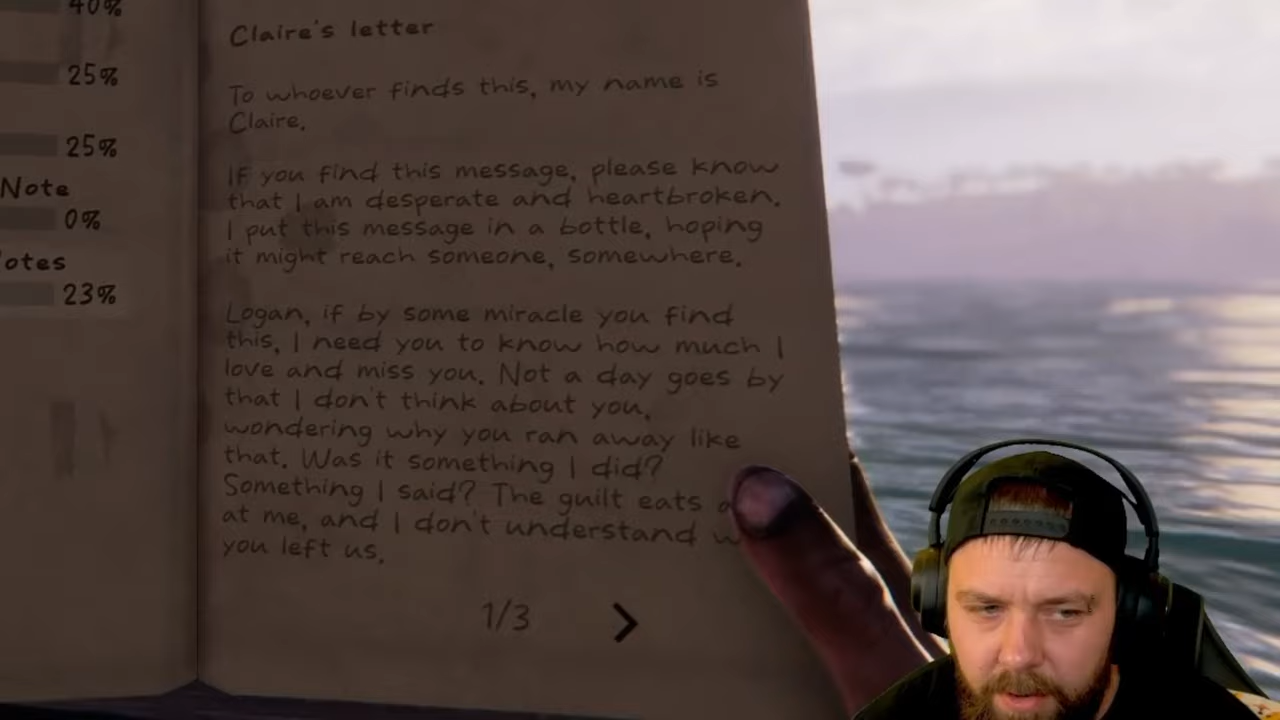 40%
25%
25%
Note
0%
otes
23%
Claire's letter
To whoever finds this, my name is
Claire.
If you find this message, please know
that I am desperate and heartbroken.
I put this message in a bottle, hoping
it might reach someone, somewhere.
Logan, if by some miracle you find
this, I need you to know how much I
love and miss you. Not a day goes by
that I don't think about you,
wondering why you ran away like
that. Was it something I did?
Something I said? The guilt eats
at me, and I don't understand
you left us.
1/3